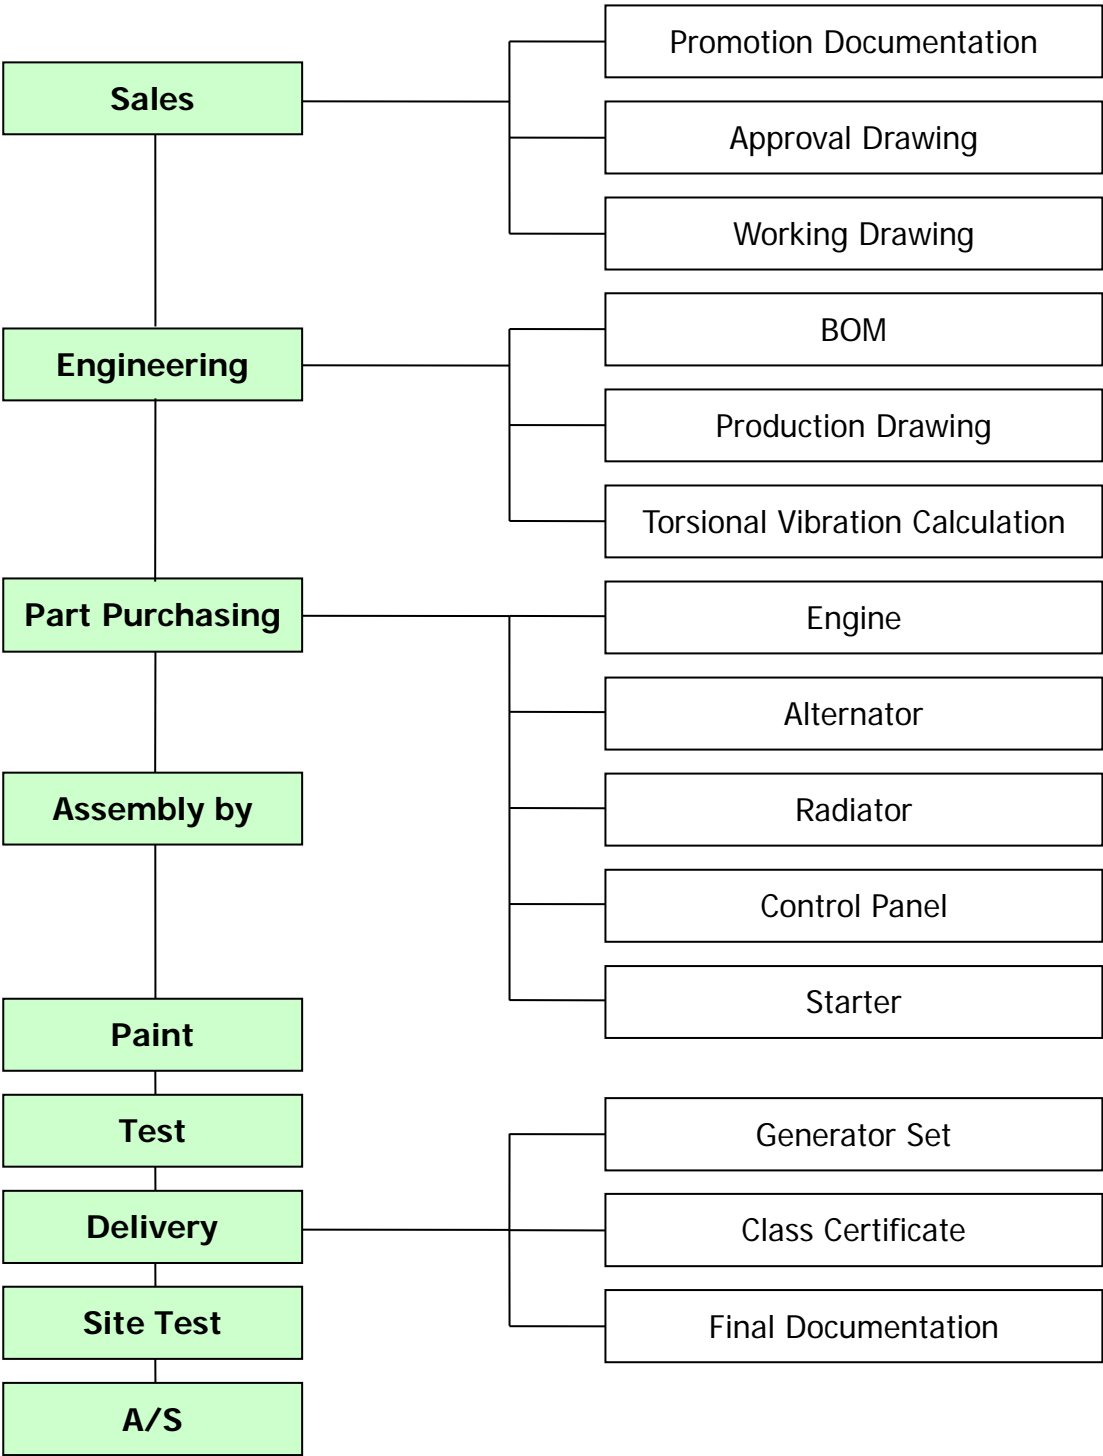 Sales
Promotion Documentation
Approval Drawing
Working Drawing
Engineering
BOM
Production Drawing
Torsional Vibration Calculation
Part Purchasing
Engine
Alternator
Radiator
Control Panel
Starter
Assembly by
Paint
Test
Delivery
Generator Set
Class Certificate
Final Documentation
Site Test
A/S